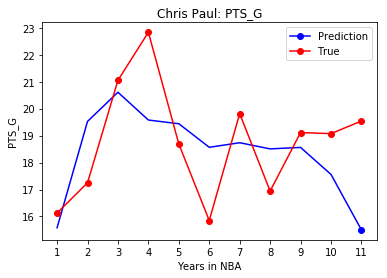 Chris Paul: PTS_G
Prediction
True
PTS_G
23
22
21
20
19
18
17
16
1 2 3 4 5 6 7 8 9 10 11
Years in NBA